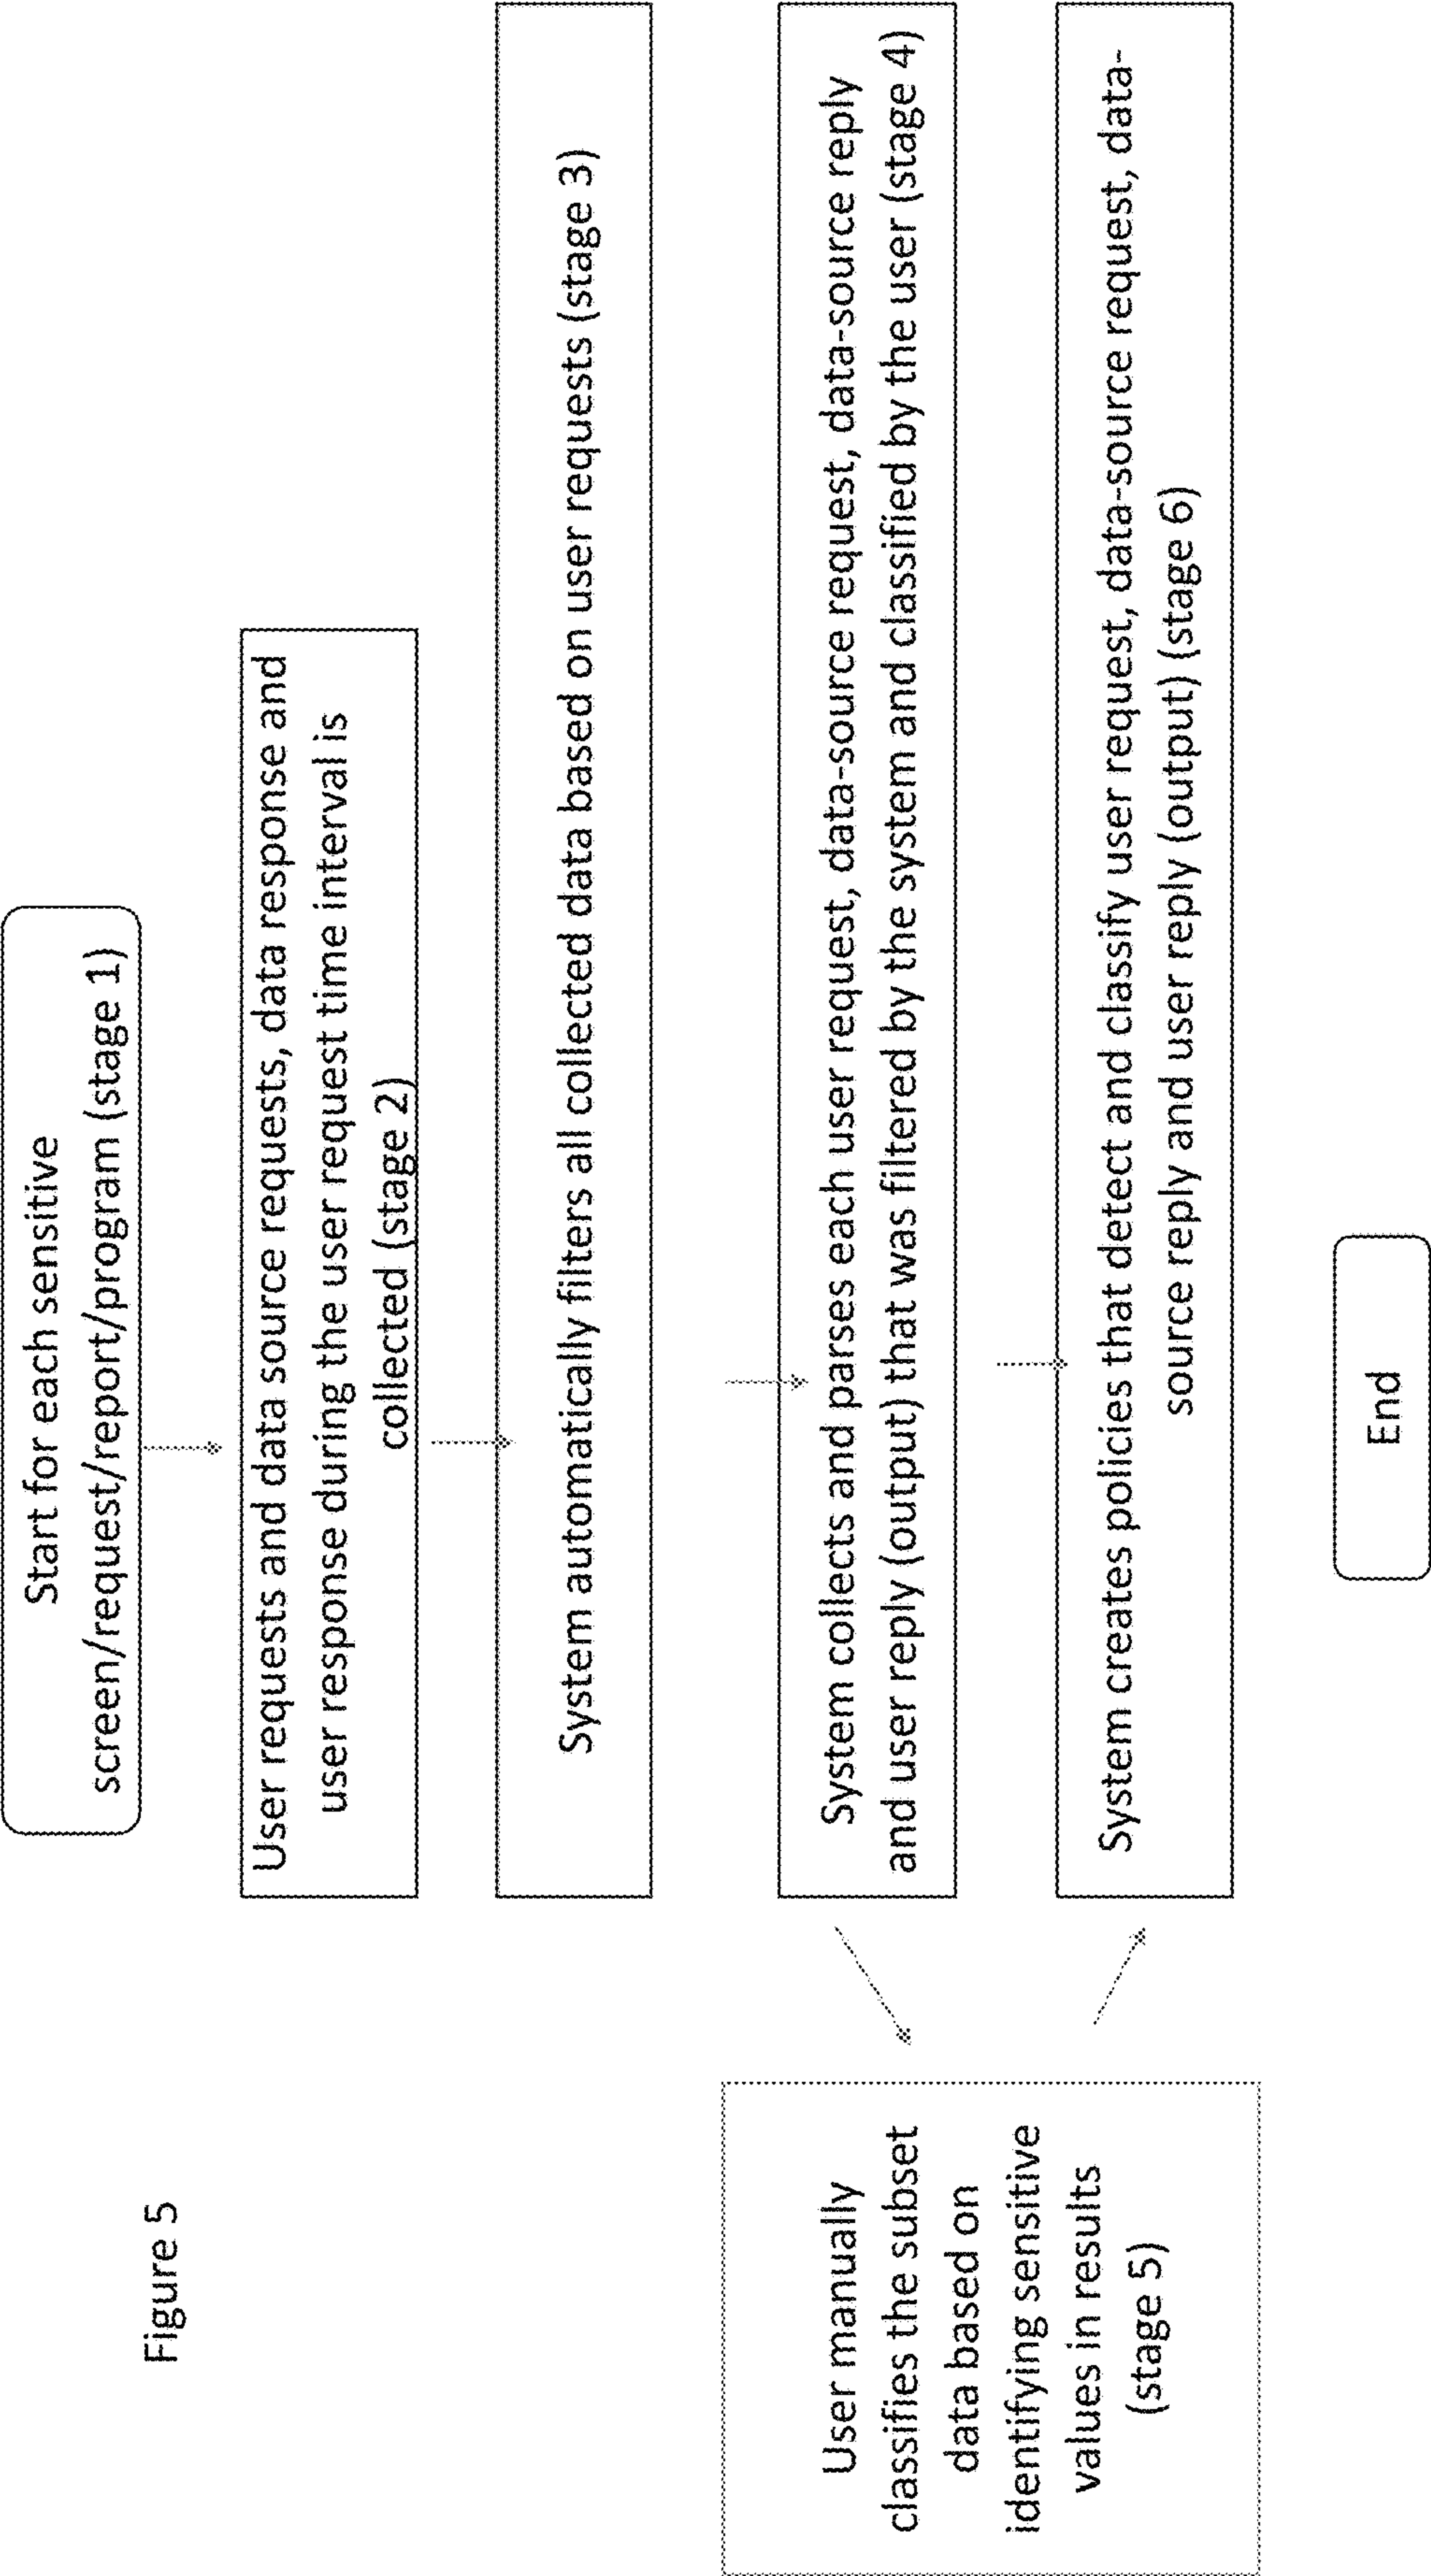 Figure 5
Start for each sensitive
screen/request/report/program (stage 1)
User requests and data source requests, data response and
user response during the user request time interval is
collected (stage 2)
System automatically filters all collected data based on user requests (stage 3)
System collects and parses each user request, data-source request, data-source reply
and user reply (output) that was filtered by the system and classified by the user (stage 4)
User manually
classifies the subset
data based on
identifying sensitive
values in results
(stage 5)
System creates policies that detect and classify user request, data-source request, data-
source reply and user reply (output) (stage 6)
End